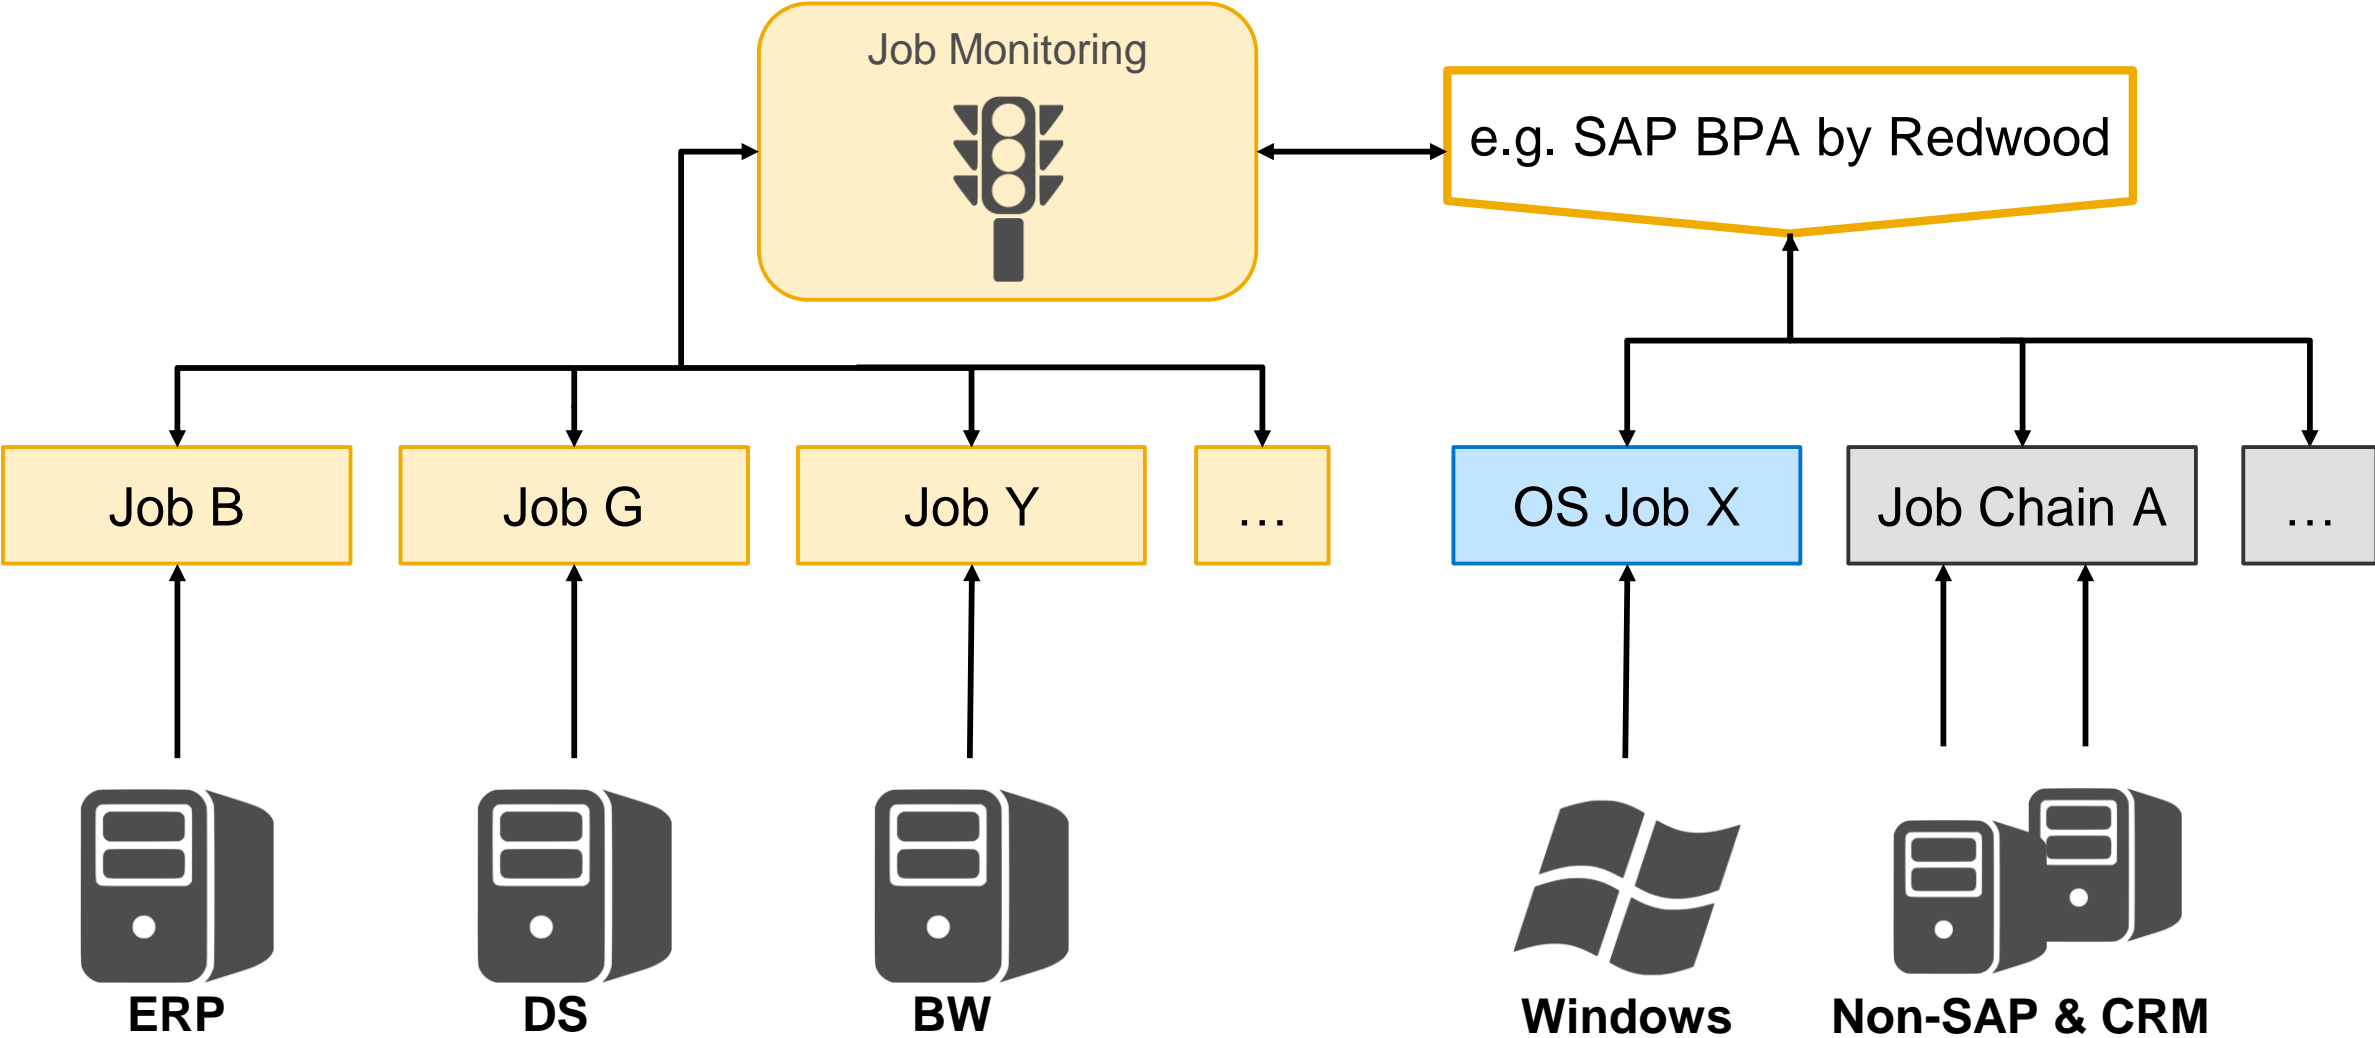 Job Monitoring
e.g. SAP BPA by Redwood
Job B
Job G
Job Y
...
OS Job X
Job Chain A
...
ERP
DS
BW
Windows
Non-SAP & CRM